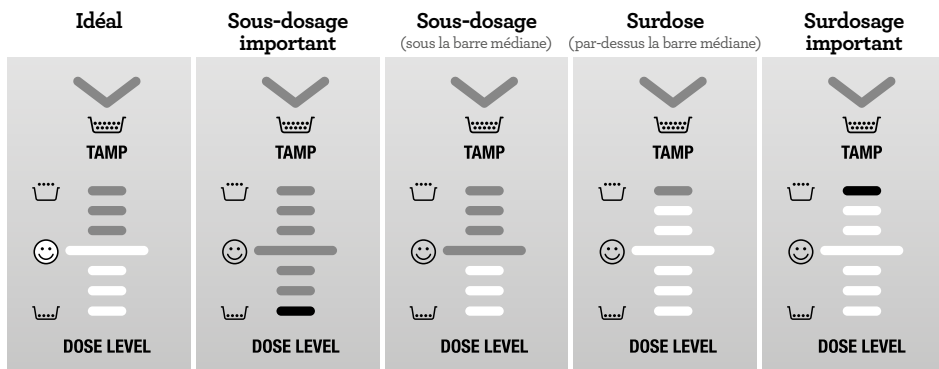 Idéal
Sous-dosage
important
Sous-dosage
(sous la barre médiane)
Surdose
(par-dessus la barre médiane)
Surdosage
important
TAMP
TAMP
TAMP
TAMP
TAMP
DOSE LEVEL
DOSE LEVEL
DOSE LEVEL
DOSE LEVEL
DOSE LEVEL